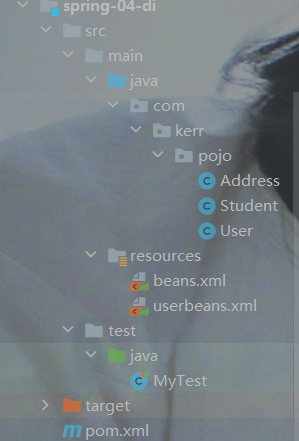 spring-04-di
src
main
java
com
kerr
pojo
Address
Student
User
resources
beans.xml
userbeans.xml
test
java
MyTest
target
pom.xml